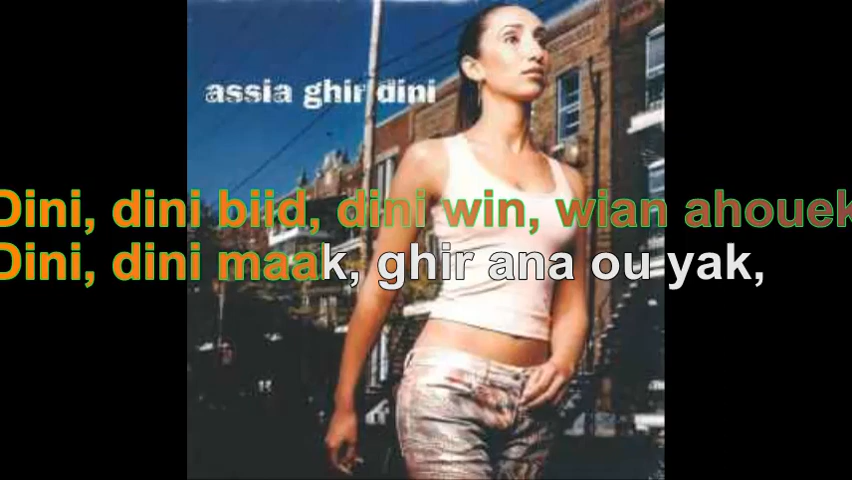 assia ghir dini
Dini, dini biid, dini win, wian ahouek
Dini, dini maak, ghir ana ou yak,